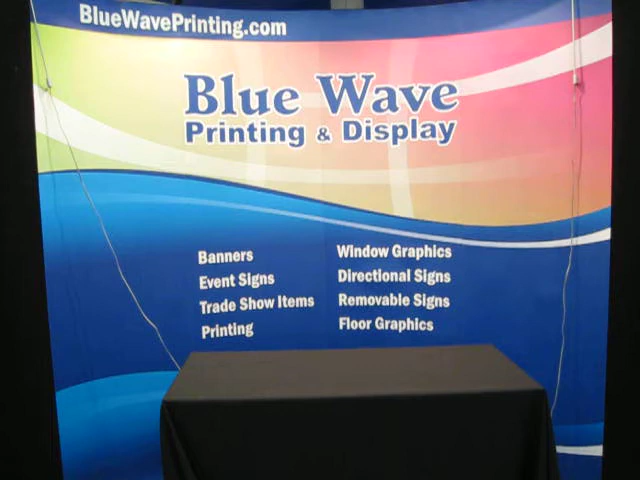 BlueWavePrinting.com
Blue Wave
Printing & Display
Banners
Event Signs
Trade Show Items
Printing
Window Graphics
Directional Signs
Removable Signs
Floor Graphics